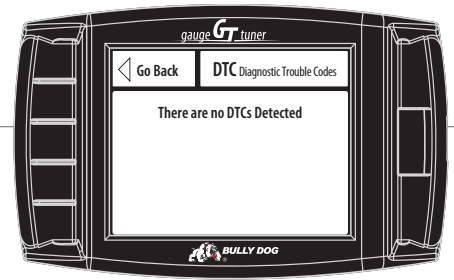 gauge GT tuner
Go Back DTC Diagnostic Trouble Codes
There are no DTCs Detected
BULLY DOG
®